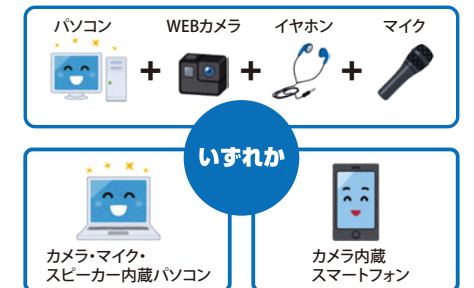 パソコン WEBカメラ イヤホン マイク
+ + +
いずれか
カメラ・マイク・
スピーカー内蔵パソコン
カメラ内蔵
スマートフォン